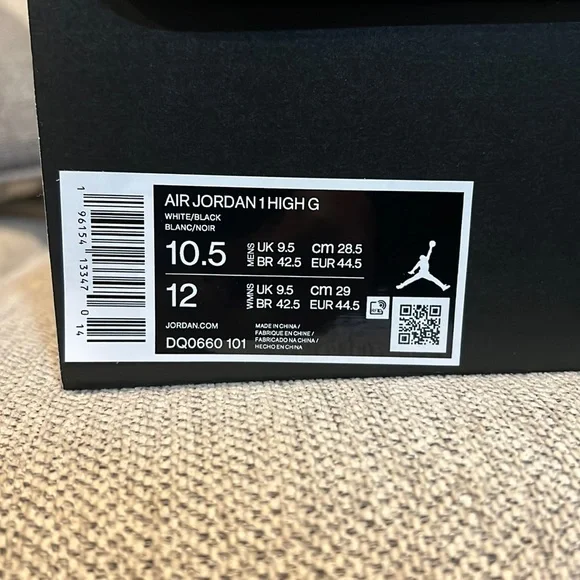 1 96154 13347 0 14
AIR JORDAN 1 HIGH G
WHITE/BLACK
BLANC/NOIR
10.5 MENS UK 9.5 cm 28.5
BR 42.5 EUR 44.5
12 WMNS UK 9.5 cm 29
BR 42.5 EUR 44.5
JORDAN.COM
DQ0660 101
MADE IN CHINA /
FABRIQUE EN CHINE /
FABRICADO NA CHINA /
HECHO EN CHINA